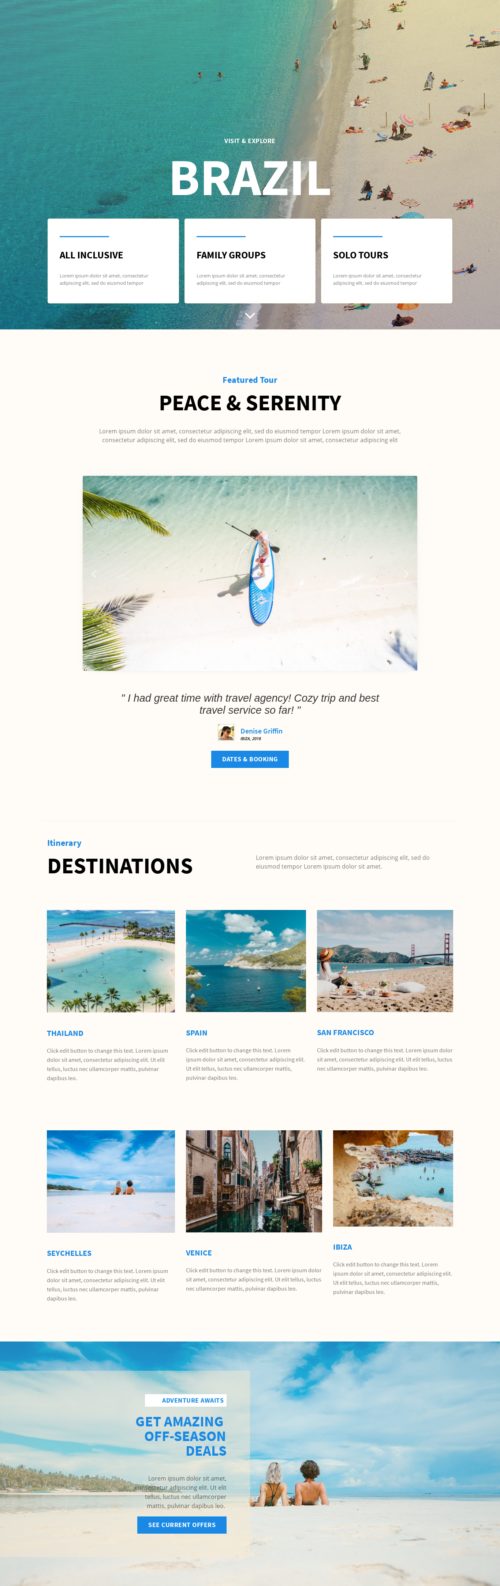 VISIT & EXPLORE
BRAZIL
ALL INCLUSIVE
Lorem ipsum dolor sit amet, consectetur
adipiscing elit, sed do eiusmod tempor
FAMILY GROUPS
Lorem ipsum dolor sit amet, consectetur
adipiscing elit, sed do eiusmod tempor
SOLO TOURS
Lorem ipsum dolor sit amet, consectetur
adipiscing elit, sed do eiusmod tempor
Featured Tour
PEACE & SERENITY
Lorem ipsum dolor sit amet, consectetur adipiscing elit, sed do eiusmod tempor Lorem ipsum dolor sit amet,
consectetur adipiscing elit, sed do eiusmod tempor Lorem ipsum dolor sit amet, consectetur adipiscing elit
" I had great time with travel agency! Cozy trip and best
travel service so far! "
Denise Griffin
IBIZA, 2018
DATES & BOOKING
Itinerary
DESTINATIONS
Lorem ipsum dolor sit amet, consectetur adipiscing elit, sed do
eiusmod tempor Lorem ipsum dolor sit amet.
THAILAND
Click edit button to change this text. Lorem ipsum
dolor sit amet, consectetur adipiscing elit. Ut elit
tellus, luctus nec ullamcorper mattis, pulvinar
dapibus leo.
SPAIN
Click edit button to change this text. Lorem
ipsum dolor sit amet, consectetur adipiscing elit.
Ut elit tellus, luctus nec ullamcorper mattis,
pulvinar dapibus leo.
SAN FRANCISCO
Click edit button to change this text. Lorem ipsum dolor
sit amet, consectetur adipiscing elit. Ut elit tellus, luctus
nec ullamcorper mattis, pulvinar dapibus leo.
SEYCHELLES
Click edit button to change this text. Lorem ipsum
dolor sit amet, consectetur adipiscing elit. Ut elit
tellus, luctus nec ullamcorper mattis, pulvinar
dapibus leo.
VENICE
Click edit button to change this text. Lorem ipsum dolor
sit amet, consectetur adipiscing elit. Ut elit tellus, luctus
nec ullamcorper mattis, pulvinar dapibus leo.
IBIZA
Click edit button to change this text. Lorem
ipsum dolor sit amet, consectetur adipiscing elit.
Ut elit tellus, luctus nec ullamcorper mattis,
pulvinar dapibus leo.
ADVENTURE AWAITS
GET AMAZING
OFF-SEASON
DEALS
Lorem ipsum dolor sit amet,
consectetur adipiscing elit. Ut elit
tellus, luctus nec ullamcorper
mattis, pulvinar dapibus leo.
SEE CURRENT OFFERS